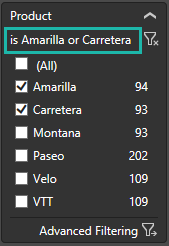 Product
is Amarilla or Carretera
(All)
Amarilla 94
Carretera 93
Montana 93
Paseo 202
Velo 109
VTT 109
Advanced Filtering